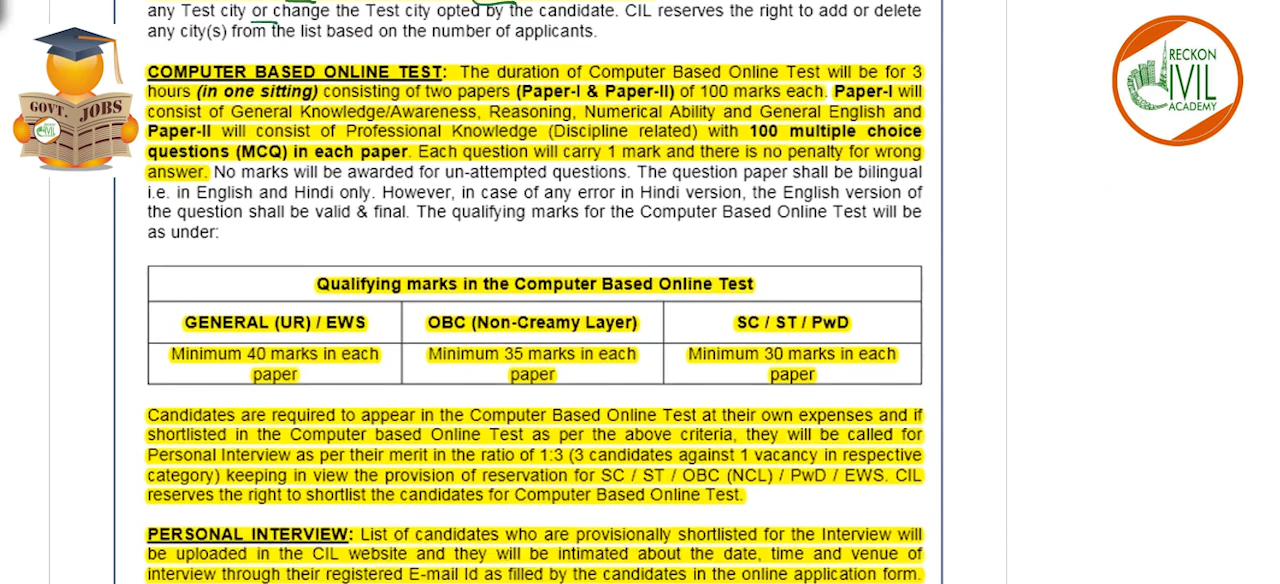 any Test city or change the Test city opted by the candidate. CIL reserves the right to add or delete
any city(s) from the list based on the number of applicants.
COMPUTER BASED ONLINE TEST: The duration of Computer Based Online Test will be for 3
hours (in one sitting) consisting of two papers (Paper-I & Paper-II) of 100 marks each. Paper-I will
consist of General Knowledge/Awareness, Reasoning, Numerical Ability and General English and
Paper-II will consist of Professional Knowledge (Discipline related) with 100 multiple choice
questions (MCQ) in each paper. Each question will carry 1 mark and there is no penalty for wrong
answer. No marks will be awarded for un-attempted questions. The question paper shall be bilingual
i.e. in English and Hindi only. However, in case of any error in Hindi version, the English version of
the question shall be valid & final. The qualifying marks for the Computer Based Online Test will be
as under:
Qualifying marks in the Computer Based Online Test
GENERAL (UR) / EWS OBC (Non-Creamy Layer) SC / ST / PwD
Minimum 40 marks in each paper Minimum 35 marks in each paper Minimum 30 marks in each paper
Candidates are required to appear in the Computer Based Online Test at their own expenses and if
shortlisted in the Computer based Online Test as per the above criteria, they will be called for
Personal Interview as per their merit in the ratio of 1:3 (3 candidates against 1 vacancy in respective
category) keeping in view the provision of reservation for SC / ST / OBC (NCL) / PwD / EWS. CIL
reserves the right to shortlist the candidates for Computer Based Online Test.
PERSONAL INTERVIEW: List of candidates who are provisionally shortlisted for the Interview will
be uploaded in the CIL website and they will be intimated about the date, time and venue of
interview through their registered E-mail Id as filled by the candidates in the online application form.
GOVT. JOBS
RECKON
CIVIL
ACADEMY